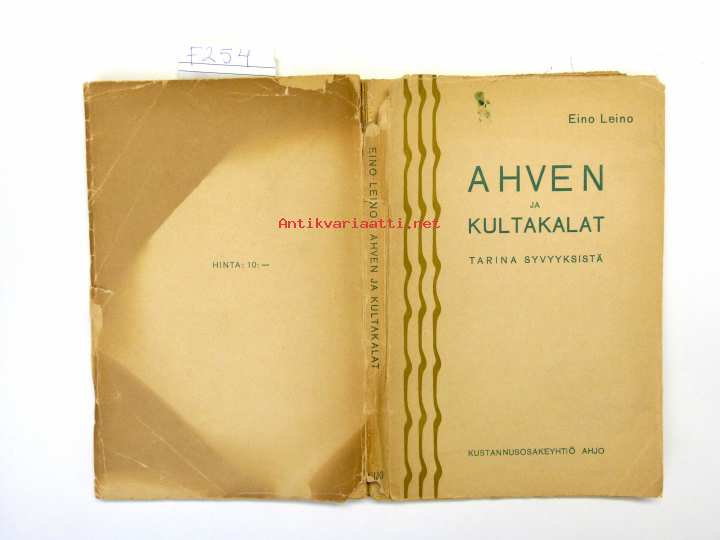 F254
Eino Leino
AHVEN
JA
KULTAKALAT
TARINA SYVYYKSISTÄ
KUSTANNUSOSAKEYHTIÖ AHJO
EINO LEINO AHVEN JA KULTAKALAT
HINTA: 10: —
Antikvariaatti.net